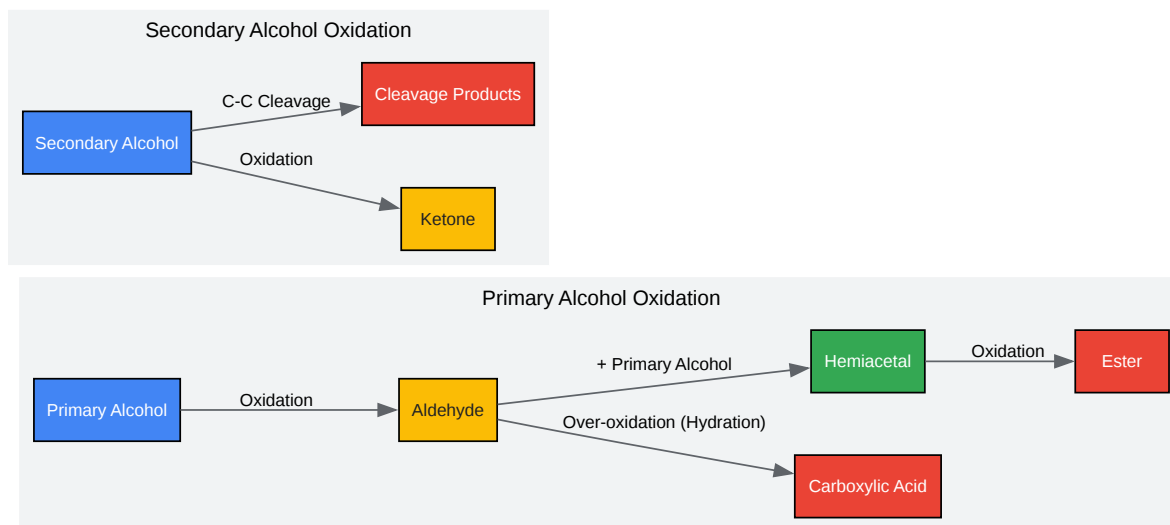 Secondary Alcohol Oxidation
Cleavage Products
C-C Cleavage
Secondary Alcohol
Oxidation
Ketone
Primary Alcohol Oxidation
Hemiacetal
Oxidation
Ester
+ Primary Alcohol
Primary Alcohol
Oxidation
Aldehyde
Over-oxidation (Hydration)
Carboxylic Acid